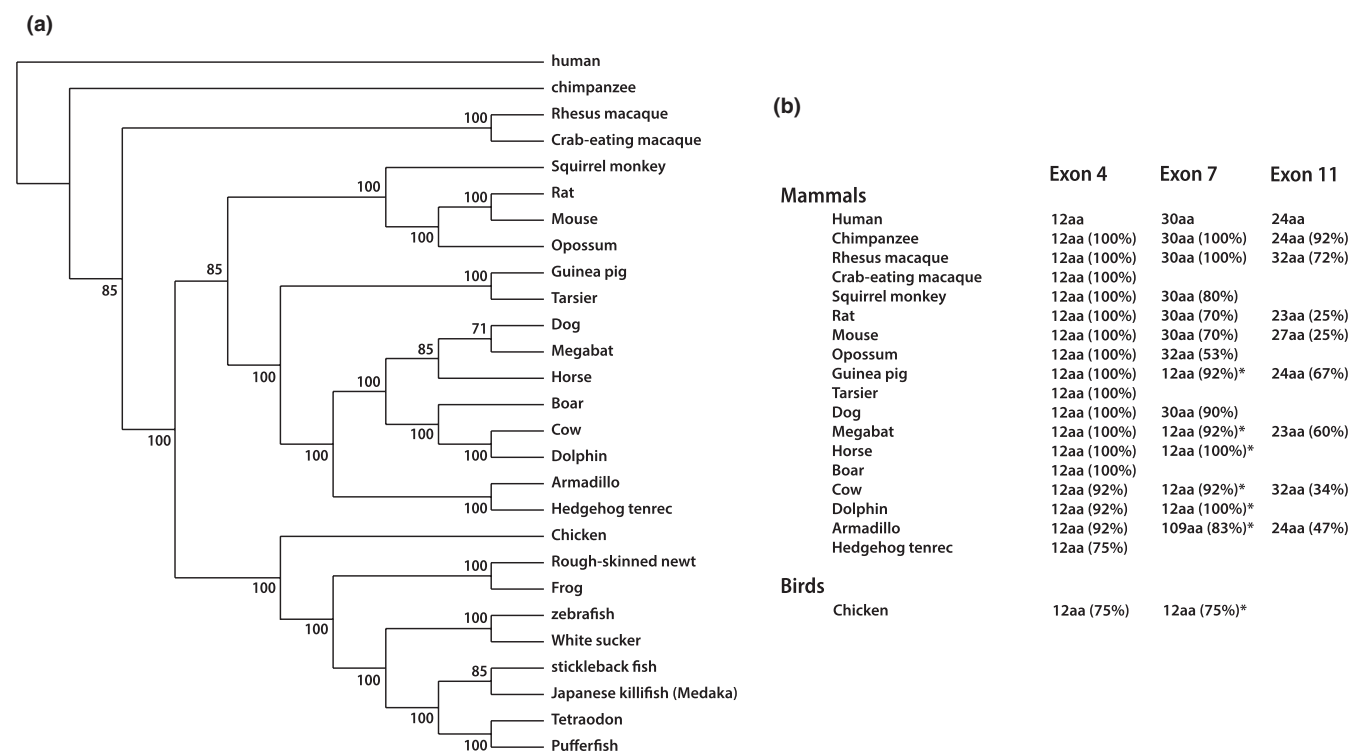 (a)
human
chimpanzee
100
Rhesus macaque
Crab-eating macaque
Squirrel monkey
100
100
Rat
Mouse
100
Opossum
85
100
Guinea pig
Tarsier
85
71
Dog
Megabat
85
Horse
100
100
Boar
100
Cow
100
100
Dolphin
100
Armadillo
Hedgehog tenrec
Chicken
100
100
Rough-skinned newt
Frog
100
100
zebrafish
White sucker
100
85
stickleback fish
Japanese killifish (Medaka)
100
Tetraodon
100
Pufferfish
(b)
Exon 4 Exon 7 Exon 11
Mammals
Human 12aa 30aa 24aa
Chimpanzee 12aa (100%) 30aa (100%) 24aa (92%)
Rhesus macaque 12aa (100%) 30aa (100%) 32aa (72%)
Crab-eating macaque 12aa (100%)
Squirrel monkey 12aa (100%) 30aa (80%)
Rat 12aa (100%) 30aa (70%) 23aa (25%)
Mouse 12aa (100%) 30aa (70%) 27aa (25%)
Opossum 12aa (100%) 32aa (53%)
Guinea pig 12aa (100%) 12aa (92%)* 24aa (67%)
Tarsier 12aa (100%)
Dog 12aa (100%) 30aa (90%)
Megabat 12aa (100%) 12aa (92%)* 23aa (60%)
Horse 12aa (100%) 12aa (100%)*
Boar 12aa (100%)
Cow 12aa (92%) 12aa (92%)* 32aa (34%)
Dolphin 12aa (92%) 12aa (100%)*
Armadillo 12aa (92%) 109aa (83%)* 24aa (47%)
Hedgehog tenrec 12aa (75%)
Birds
Chicken 12aa (75%) 12aa (75%)*